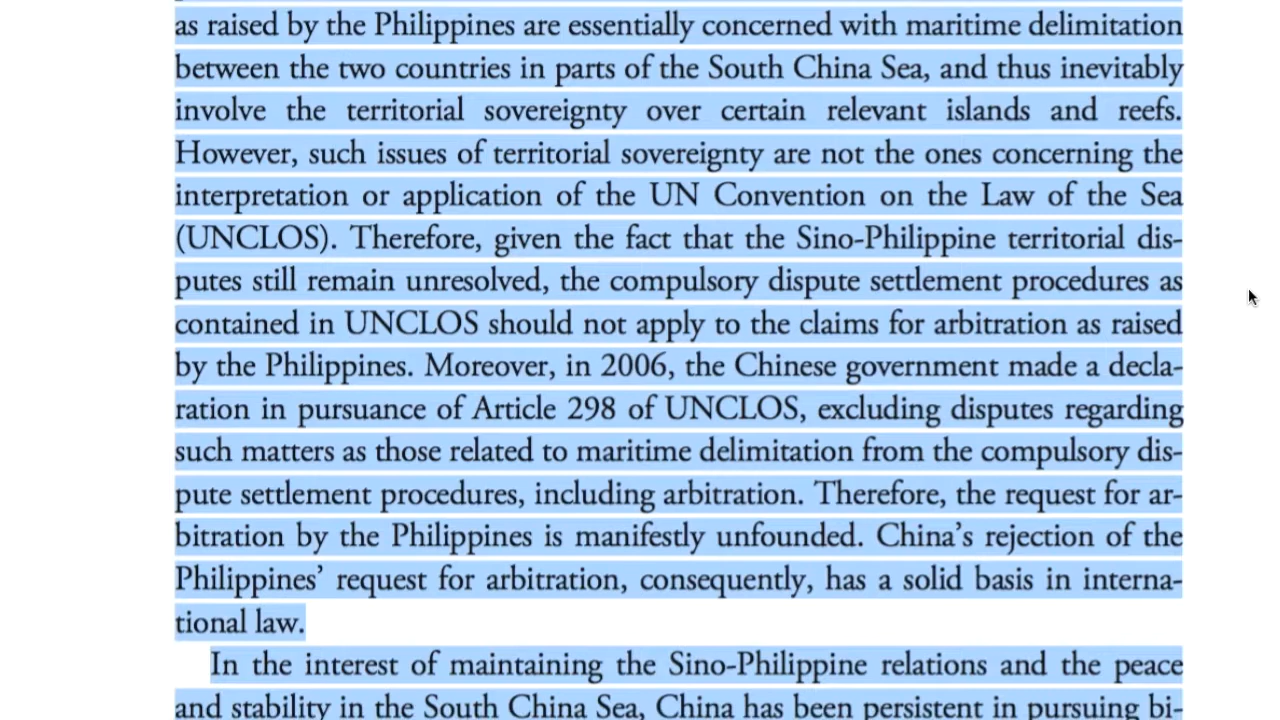 as raised by the Philippines are essentially concerned with maritime delimitation
between the two countries in parts of the South China Sea, and thus inevitably
involve the territorial sovereignty over certain relevant islands and reefs.
However, such issues of territorial sovereignty are not the ones concerning the
interpretation or application of the UN Convention on the Law of the Sea
(UNCLOS). Therefore, given the fact that the Sino-Philippine territorial dis-
putes still remain unresolved, the compulsory dispute settlement procedures as
contained in UNCLOS should not apply to the claims for arbitration as raised
by the Philippines. Moreover, in 2006, the Chinese government made a decla-
ration in pursuance of Article 298 of UNCLOS, excluding disputes regarding
such matters as those related to maritime delimitation from the compulsory dis-
pute settlement procedures, including arbitration. Therefore, the request for ar-
bitration by the Philippines is manifestly unfounded. China’s rejection of the
Philippines’ request for arbitration, consequently, has a solid basis in interna-
tional law.
In the interest of maintaining the Sino-Philippine relations and the peace
and stability in the South China Sea, China has been persistent in pursuing bi-